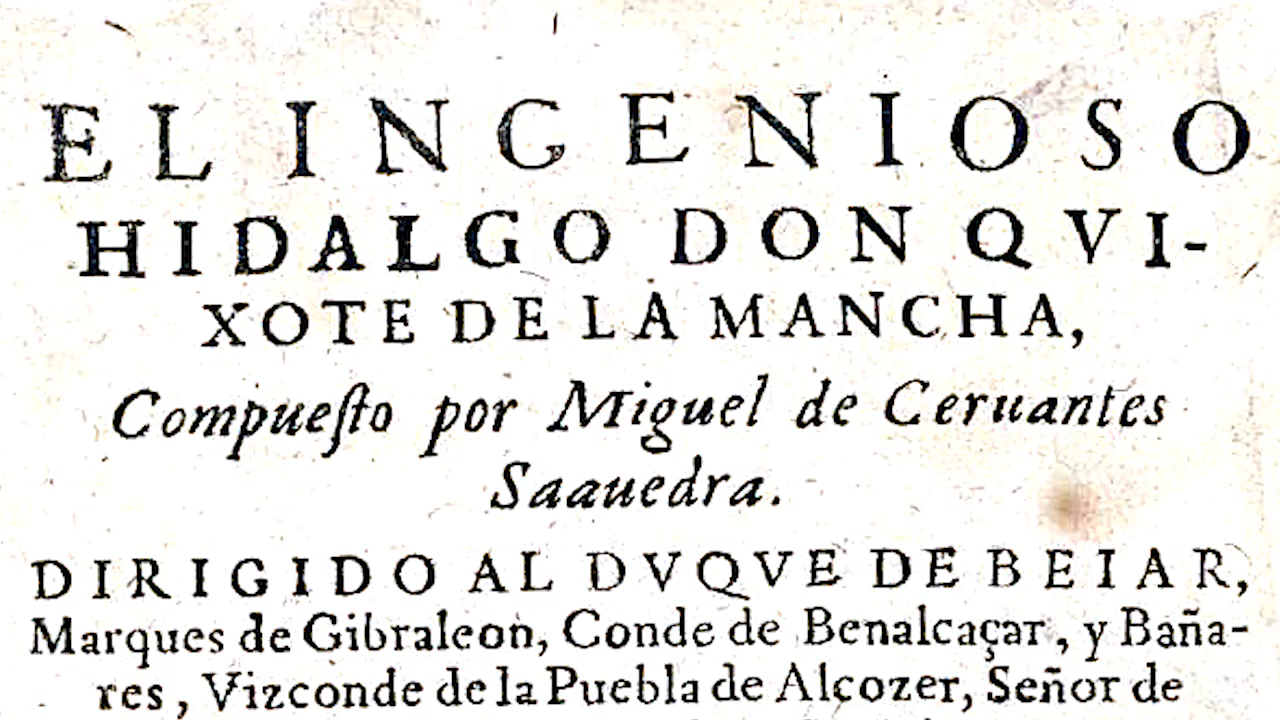 EL INGENIOSO
HIDALGO DON QVI-
XOTE DE LA MANCHA,
Compueſto por Miguel de Ceruantes
Saauedra.
DIRIGIDO AL DVQVE DE BEIAR,
Marques de Gibraleon, Conde de Benalcaçar, y Baña-
res, Vizconde de la Puebla de Alcozer, Señor de